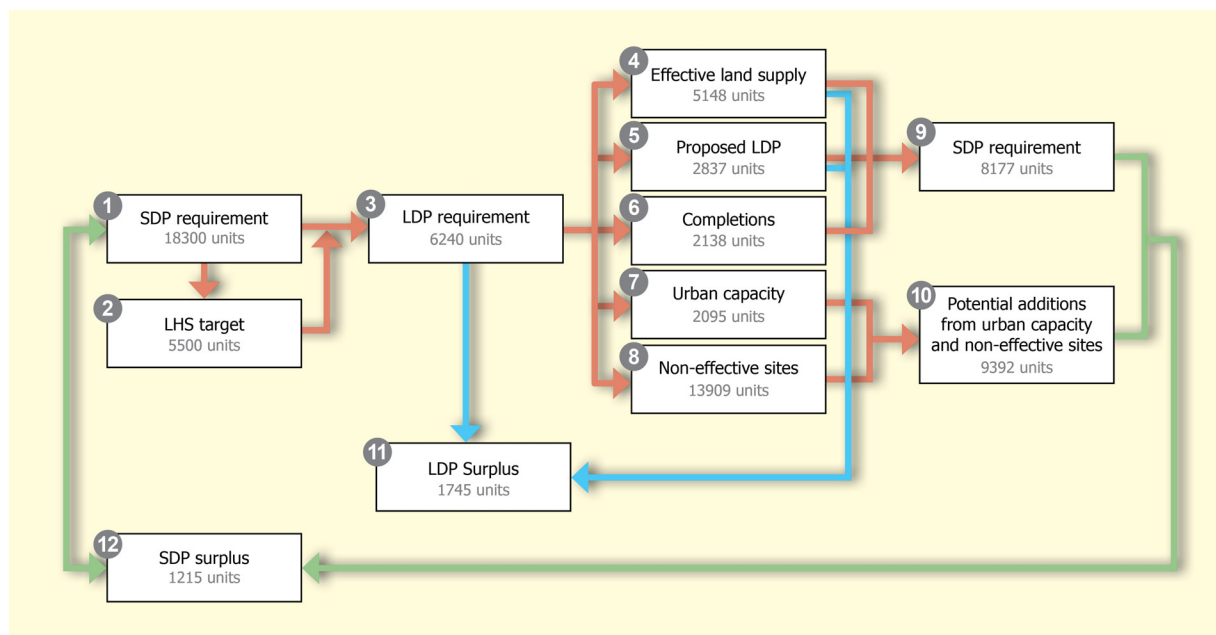 1
SDP requirement
18300 units
2
LHS target
5500 units
3
LDP requirement
6240 units
4
Effective land supply
5148 units
5
Proposed LDP
2837 units
6
Completions
2138 units
7
Urban capacity
2095 units
8
Non-effective sites
13909 units
9
SDP requirement
8177 units
10
Potential additions
from urban capacity
and non-effective sites
9392 units
11
LDP Surplus
1745 units
12
SDP surplus
1215 units